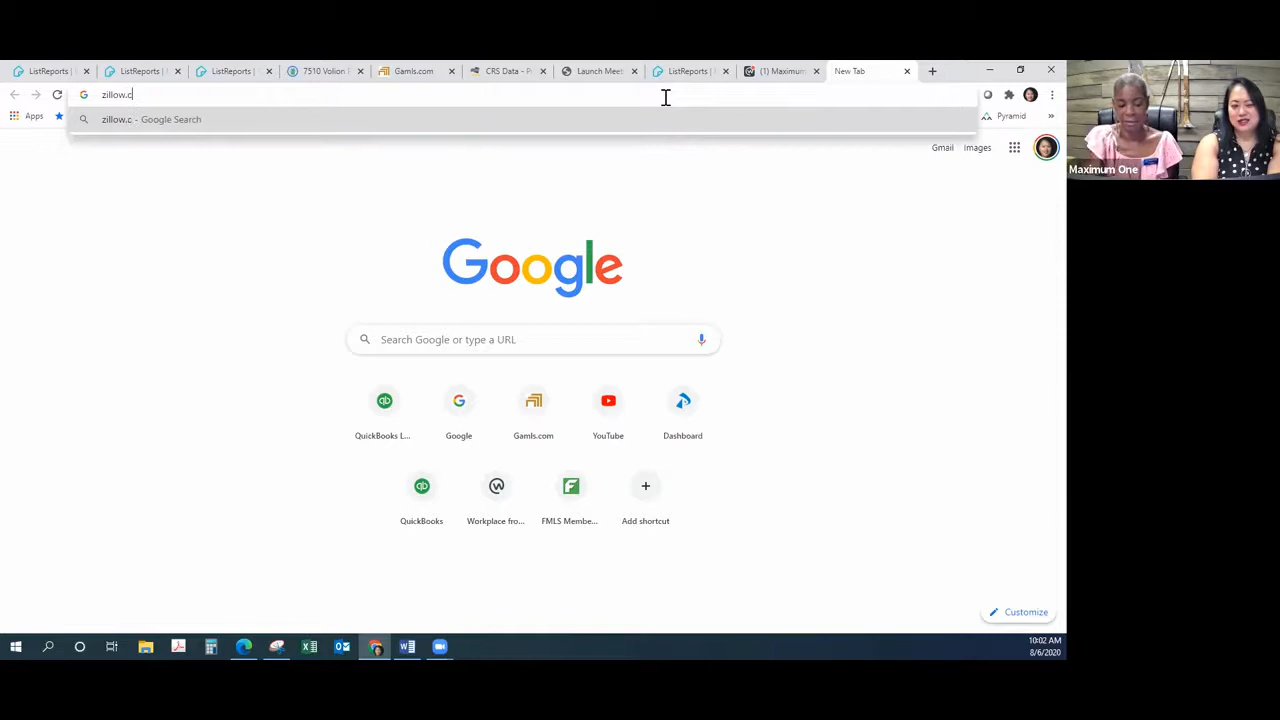 ListReports |
ListReports |
ListReports |
7510 Volion P
Gamls.com
CRS Data - P
Launch Meet
ListReports |
(1) Maximum
New Tab
zillow.c
Apps
zillow.c - Google Search
Pyramid
»
Gmail
Images
Maximum One
Google
Search Google or type a URL
QuickBooks L...
Google
Gamls.com
YouTube
Dashboard
QuickBooks
Workplace fro...
FMLS Membe...
Add shortcut
Customize
10:02 AM
8/6/2020